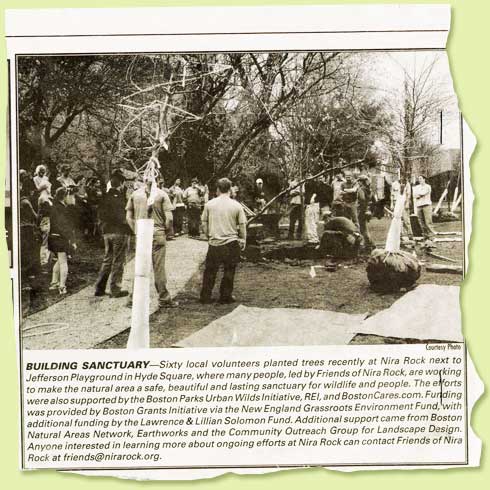 Courtesy Photo
BUILDING SANCTUARY—Sixty local volunteers planted trees recently at Nira Rock next to
Jefferson Playground in Hyde Square, where many people, led by Friends of Nira Rock, are working
to make the natural area a safe, beautiful and lasting sanctuary for wildlife and people. The efforts
were also supported by the Boston Parks Urban Wilds Initiative, REI, and BostonCares.com. Funding
was provided by Boston Grants Initiative via the New England Grassroots Environment Fund, with
additional funding by the Lawrence & Lillian Solomon Fund. Additional support came from Boston
Natural Areas Network, Earthworks and the Community Outreach Group for Landscape Design.
Anyone interested in learning more about ongoing efforts at Nira Rock can contact Friends of Nira
Rock at friends@nirarock.org.